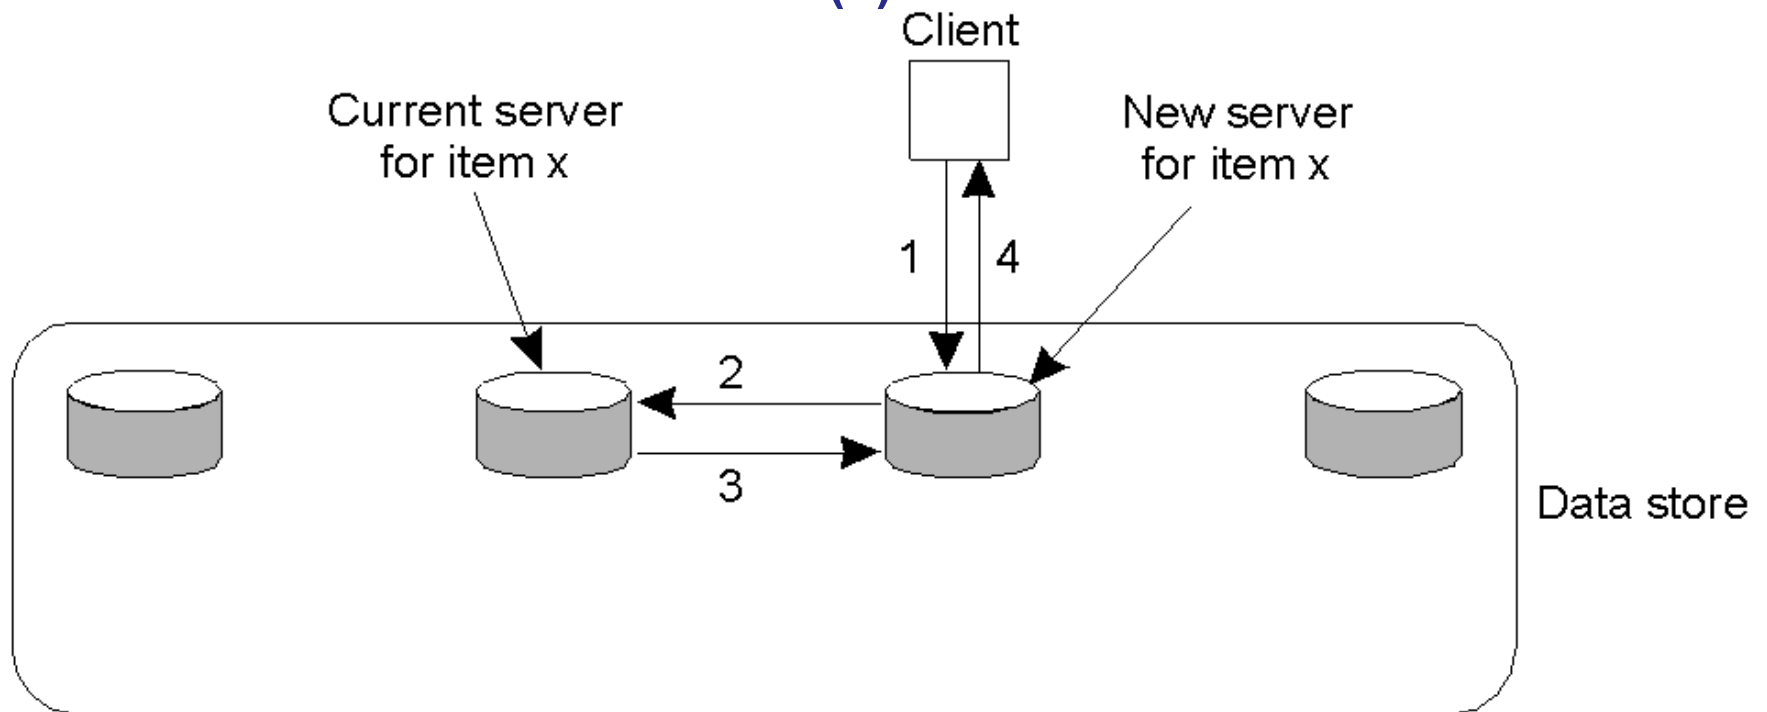 Client
Current server
for item x
New server
for item x
1
4
2
3
Data store